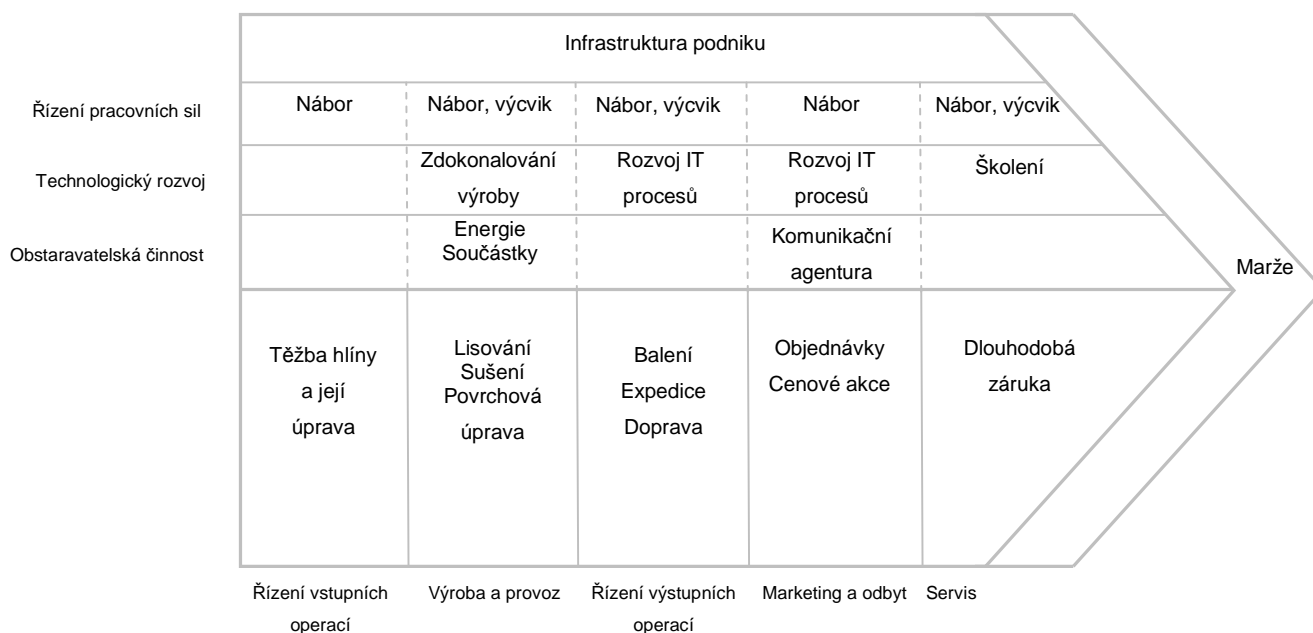 Infrastruktura podniku
Řízení pracovních sil
Nábor
Nábor, výcvik
Nábor, výcvik
Nábor
Nábor, výcvik
Technologický rozvoj
Zdokonalování
výroby
Rozvoj IT
procesů
Rozvoj IT
procesů
Školení
Obstaravatelská činnost
Energie
Součástky
Komunikační
agentura
Marže
Těžba hlíny
a její
úprava
Lisování
Sušení
Povrchová
úprava
Balení
Expedice
Doprava
Objednávky
Cenové akce
Dlouhodobá
záruka
Řízení vstupních
operací
Výroba a provoz
Řízení výstupních
operací
Marketing a odbyt
Servis